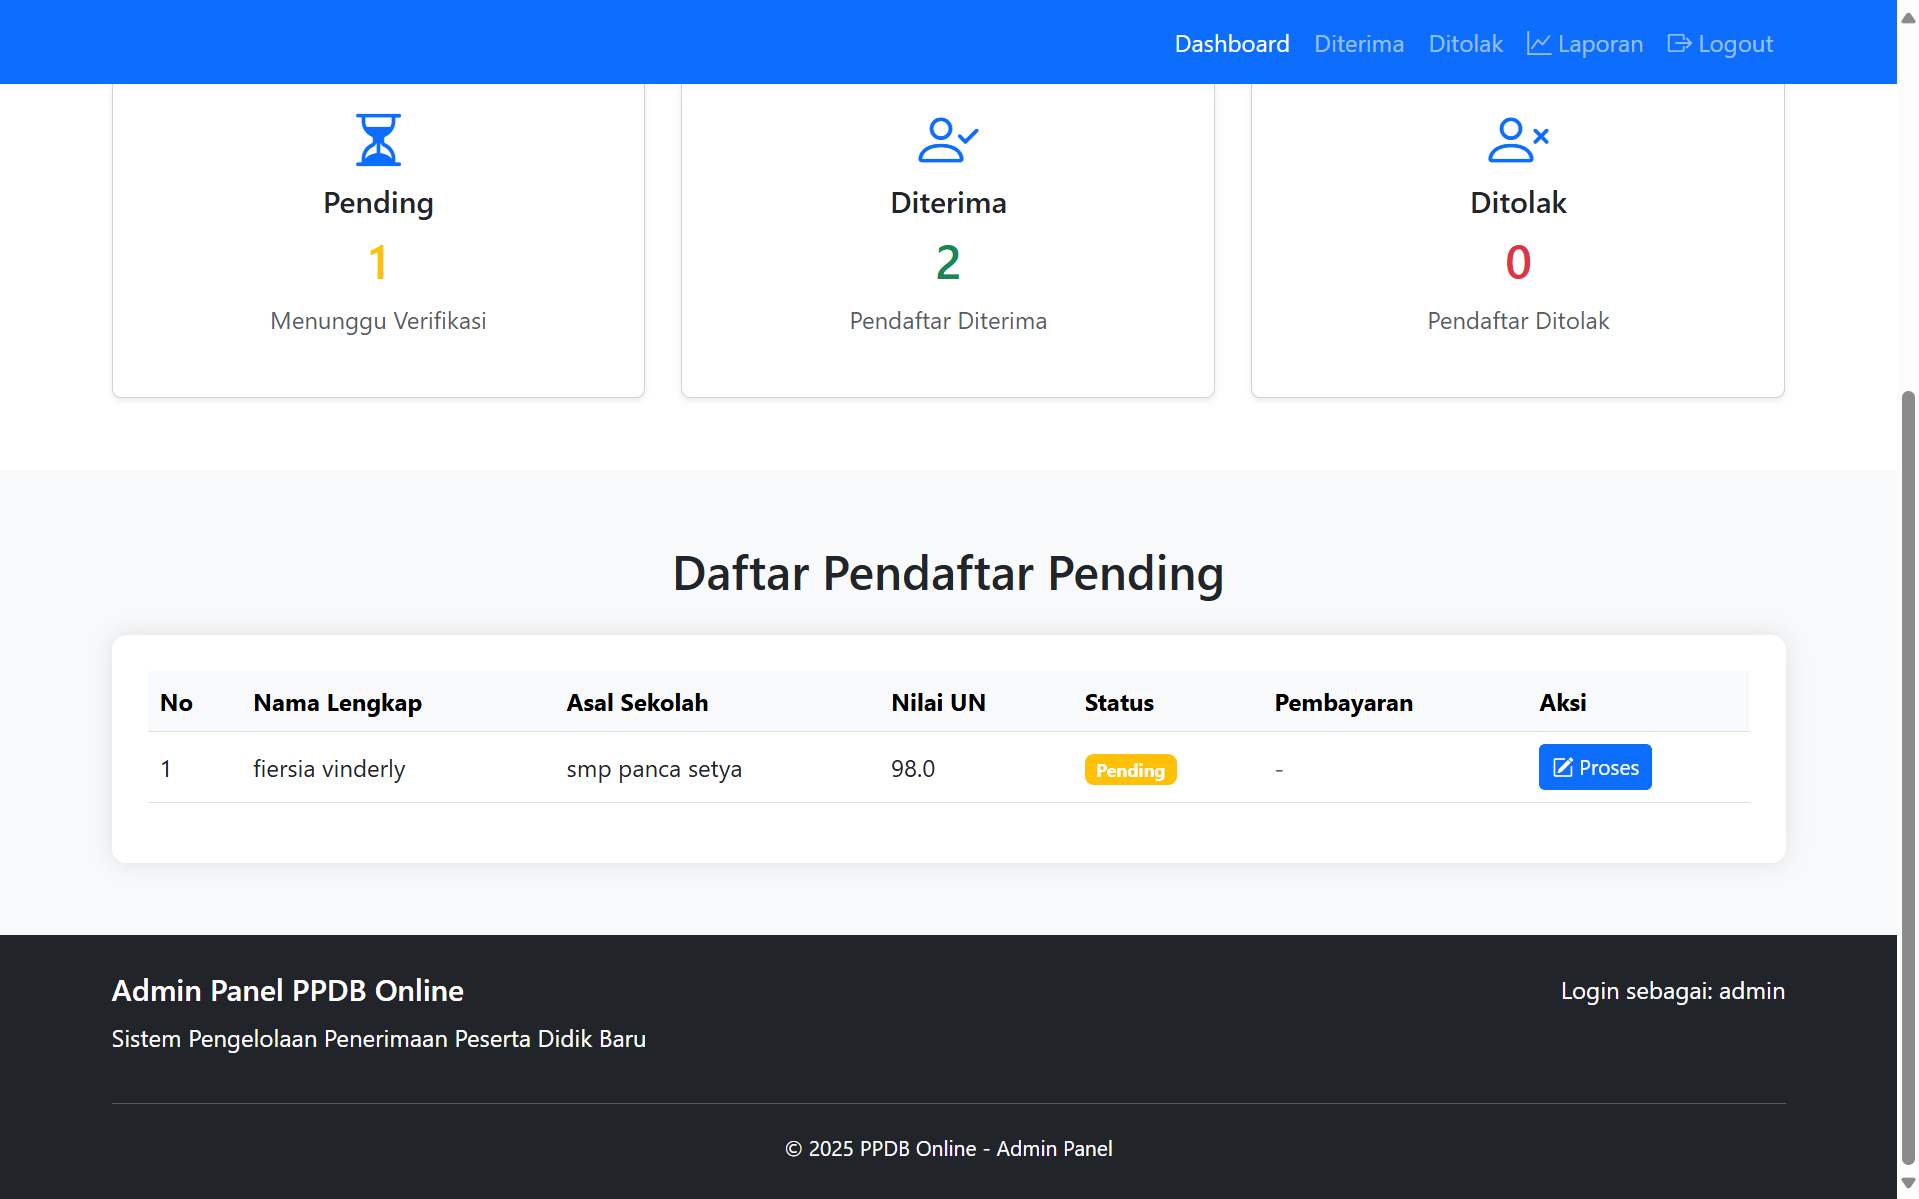 Dashboard Diterima Ditolak Laporan Logout
Pending Diterima Ditolak
1 2 0
Menunggu Verifikasi Pendaftar Diterima Pendaftar Ditolak
Daftar Pendaftar Pending
No Nama Lengkap Asal Sekolah Nilai UN Status Pembayaran Aksi
1 fiersia vinderly smp panca setya 98.0 Pending - Proses
Admin Panel PPDB Online Login sebagai: admin
Sistem Pengelolaan Penerimaan Peserta Didik Baru
© 2025 PPDB Online - Admin Panel